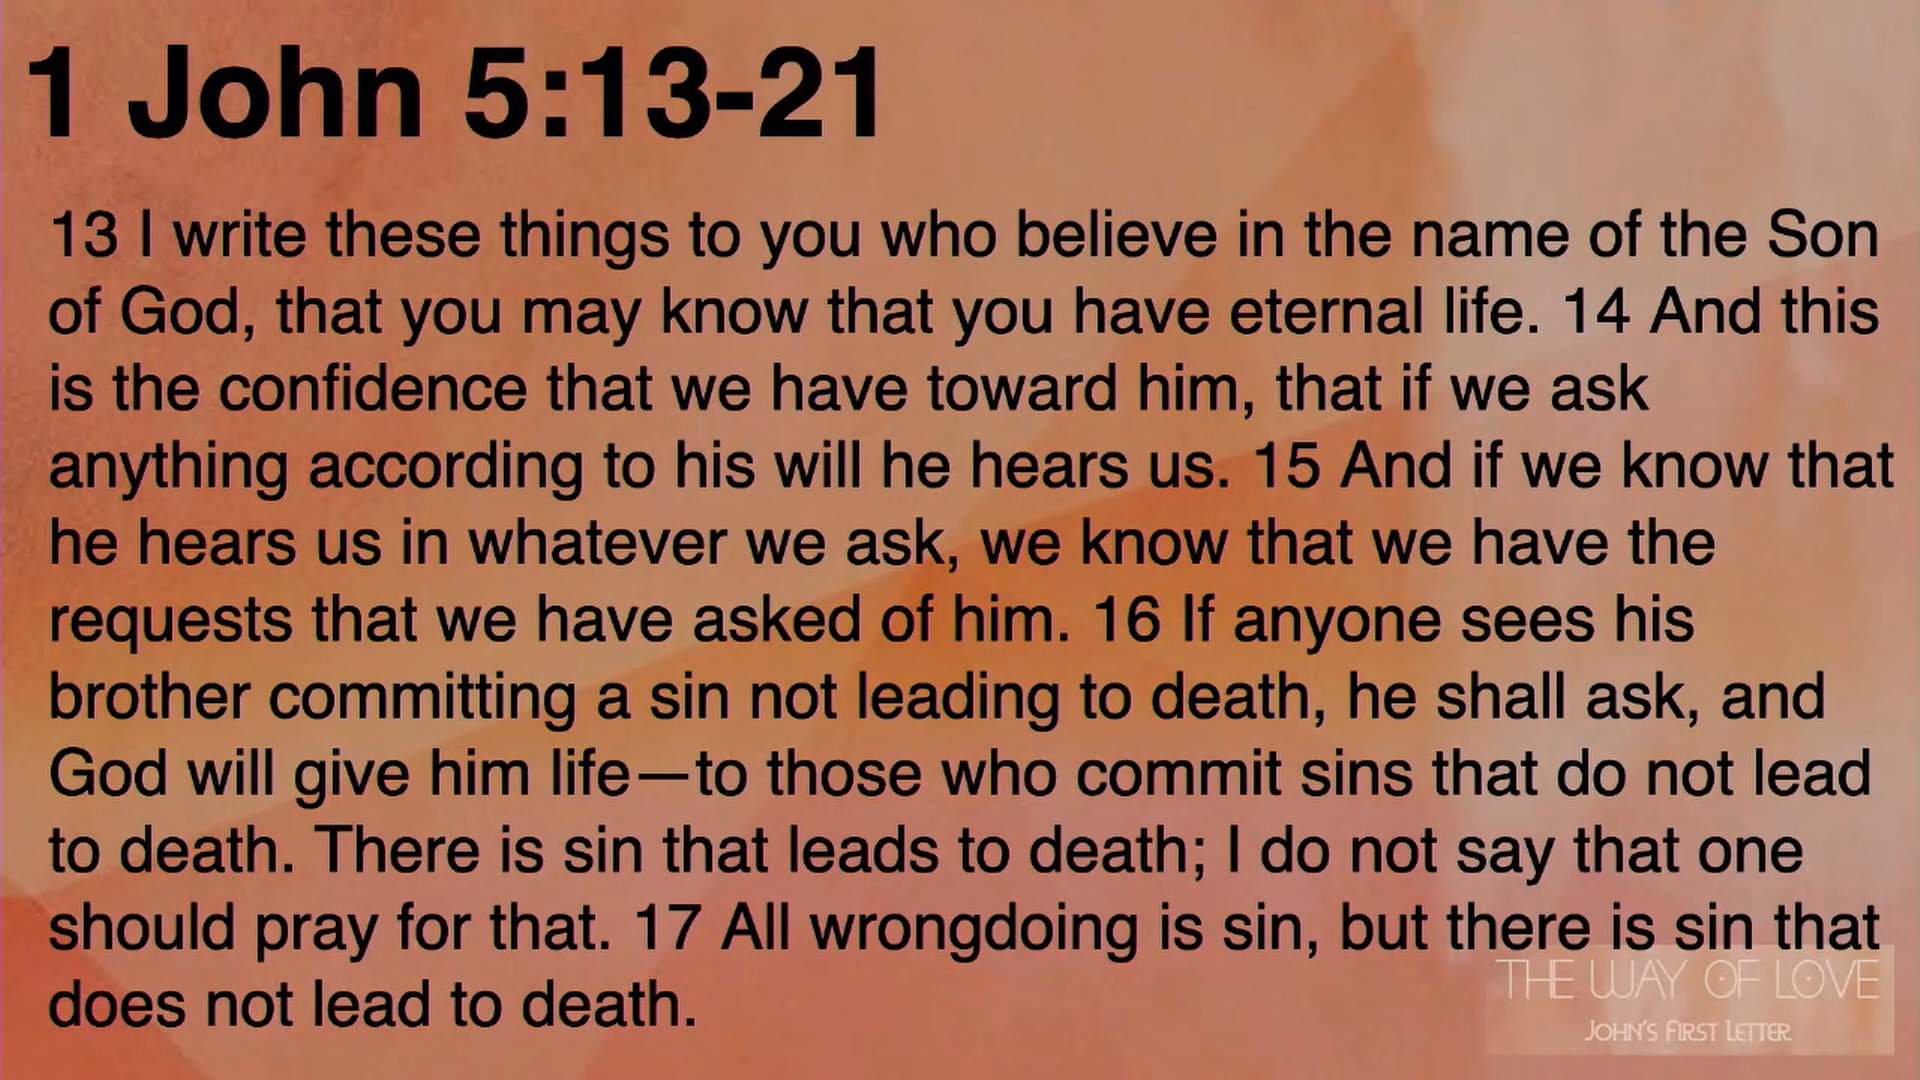 1 John 5:13-21
13 I write these things to you who believe in the name of the Son
of God, that you may know that you have eternal life. 14 And this
is the confidence that we have toward him, that if we ask
anything according to his will he hears us. 15 And if we know that
he hears us in whatever we ask, we know that we have the
requests that we have asked of him. 16 If anyone sees his
brother committing a sin not leading to death, he shall ask, and
God will give him life—to those who commit sins that do not lead
to death. There is sin that leads to death; I do not say that one
should pray for that. 17 All wrongdoing is sin, but there is sin that
does not lead to death.
THE WAY OF LOVE
JOHN'S FIRST LETTER